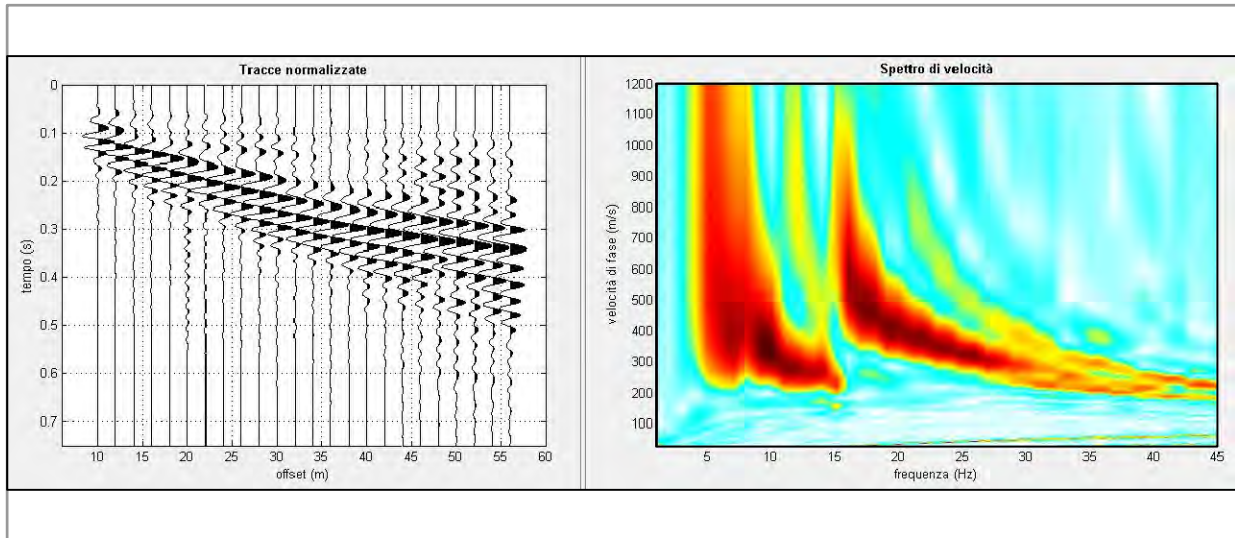 Tracce normalizzate
0
0.1
0.2
0.3
0.4
0.5
0.6
0.7
tempo (s)
10 15 20 25 30 35 40 45 50 55 60
offset (m)
Spettro di velocità
1200
1100
1000
900
800
700
600
500
400
300
200
100
velocità di fase (m/s)
5 10 15 20 25 30 35 40 45
frequenza (Hz)